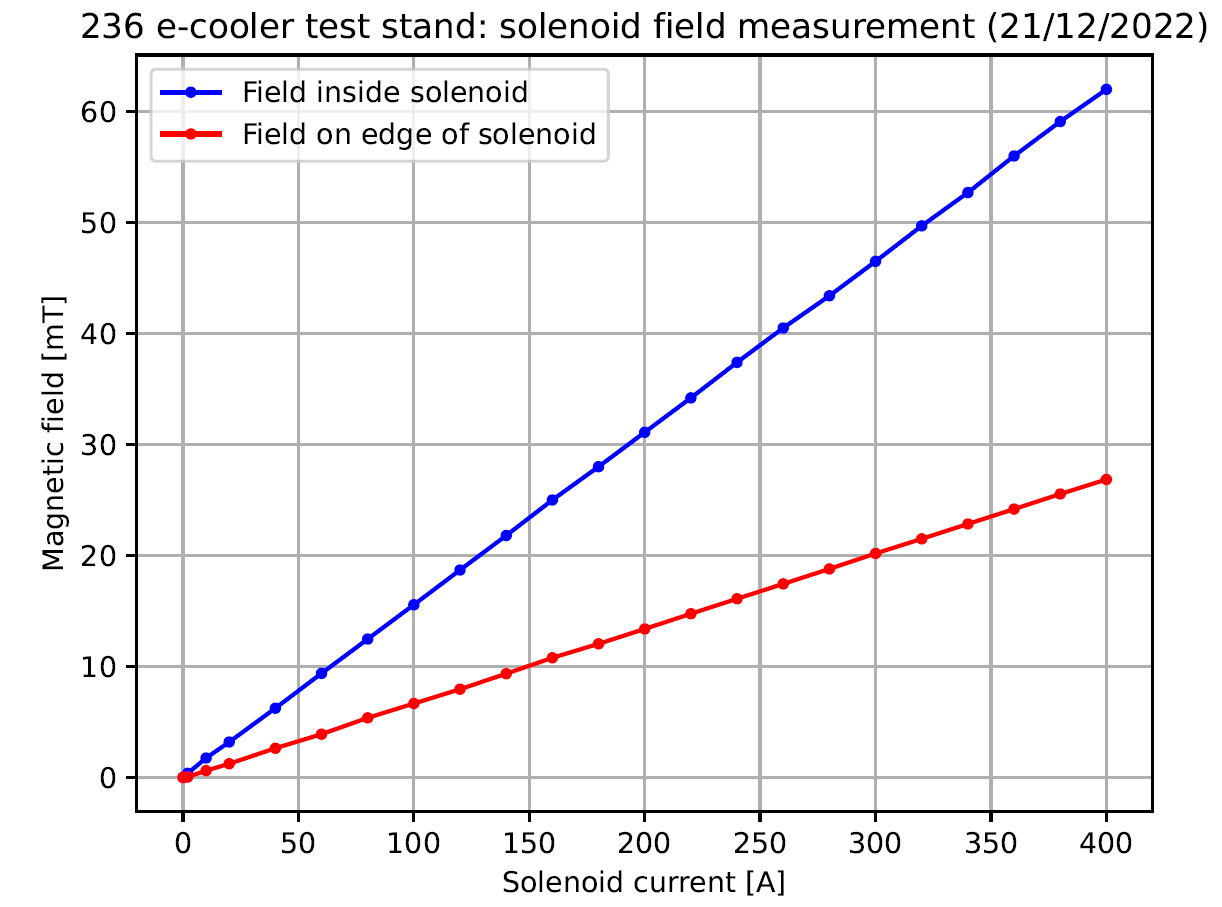 236 e-cooler test stand: solenoid field measurement (21/12/2022)
Field inside solenoid
Field on edge of solenoid
Magnetic field [mT]
60
50
40
30
20
10
0
0 50 100 150 200 250 300 350 400
Solenoid current [A]